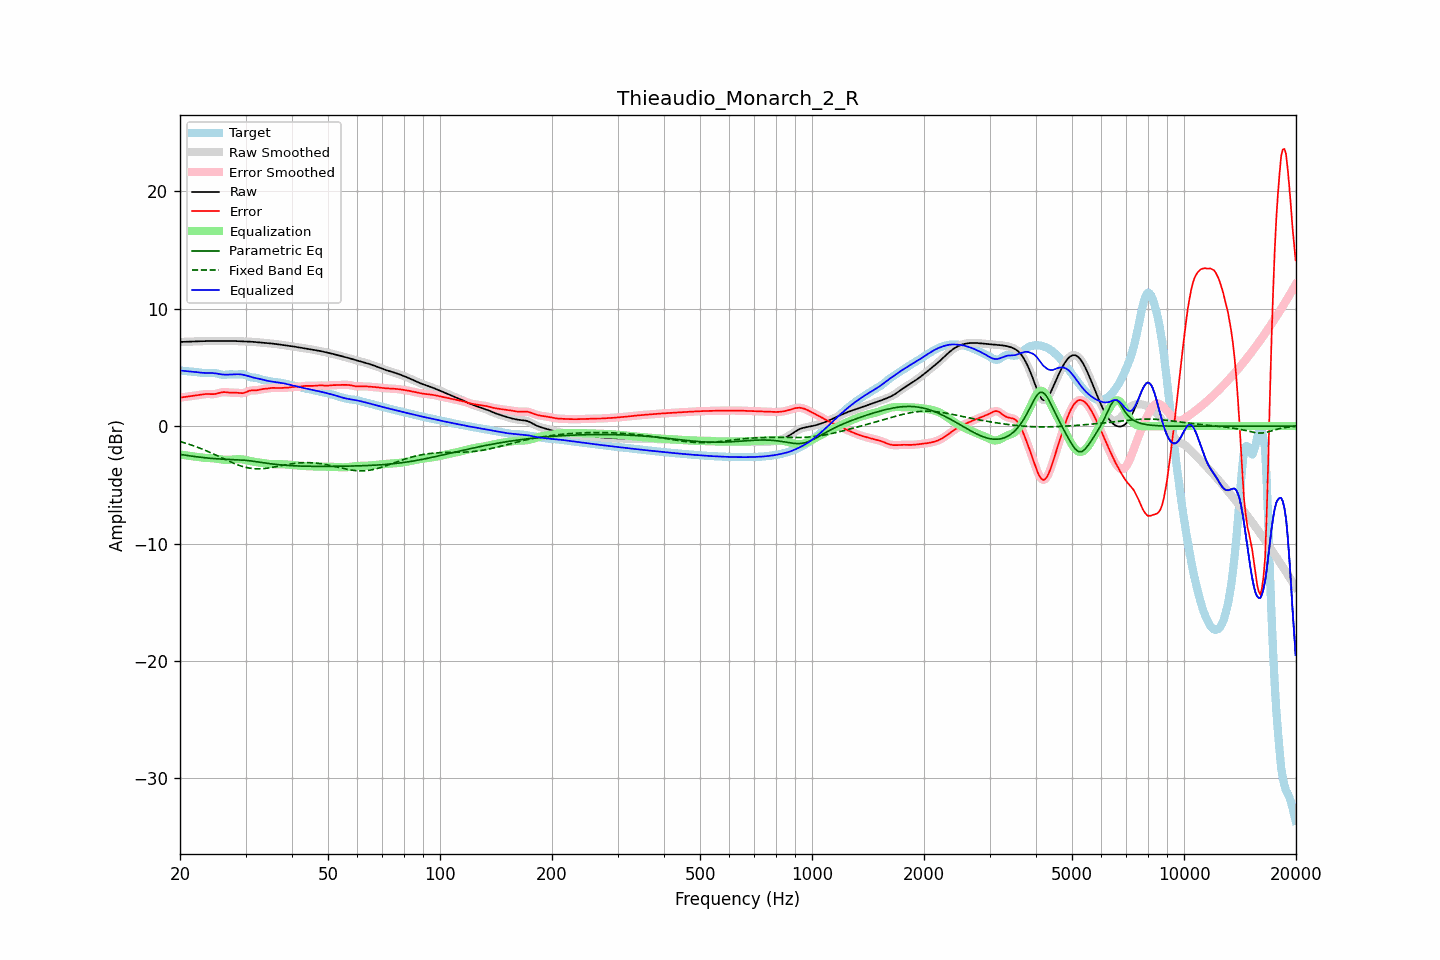 Thieaudio_Monarch_2_R
Target
Raw Smoothed
Error Smoothed
Raw
Error
Equalization
Parametric Eq
Fixed Band Eq
Equalized
20
10
0
−10
−20
−30
Amplitude (dBr)
20
50
100
200
500
1000
2000
5000
10000
20000
Frequency (Hz)